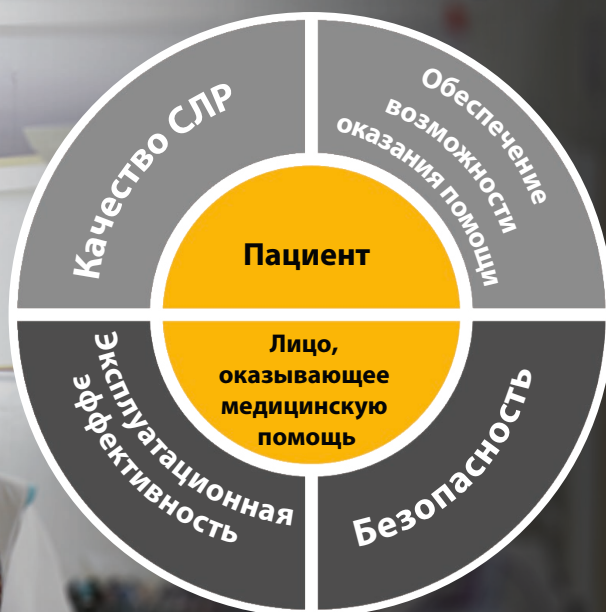 Качество СЛР
Обеспечение
возможности
оказания помощи
Пациент
Лицо,
оказывающее
медицинскую
помощь
Эксплуатационная
эффективность
Безопасность